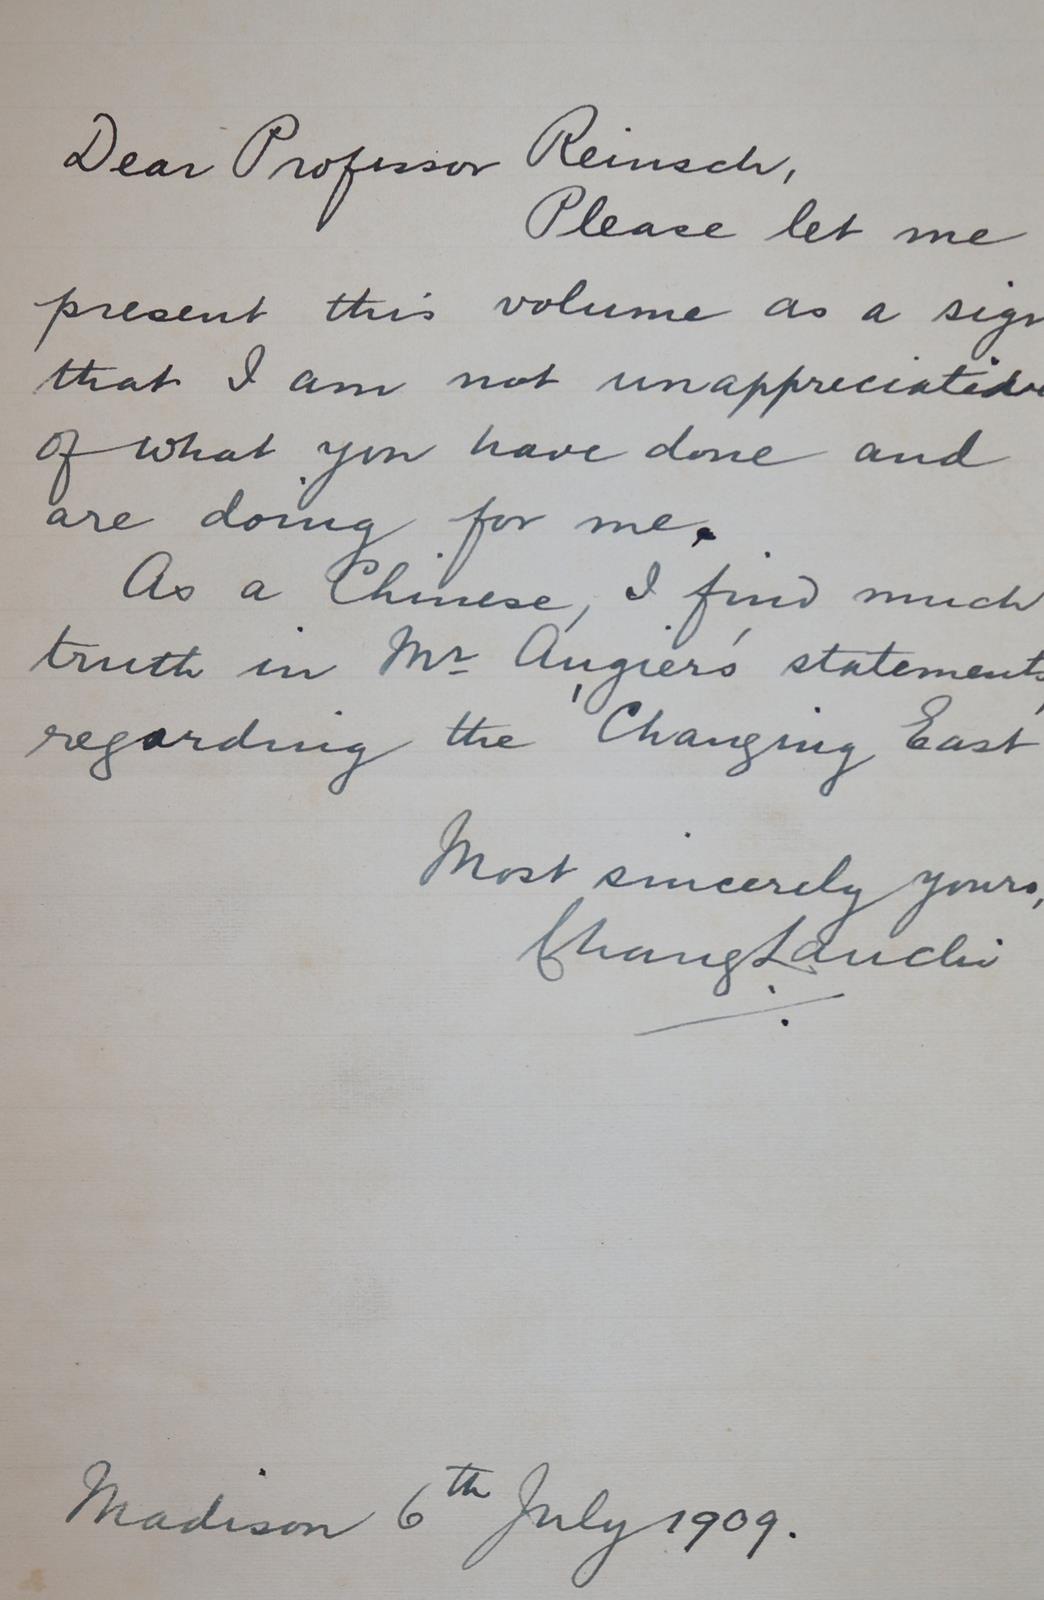 Dear Professor Reinsch,
Please let me
present this volume as a sign
that I am not unappreciative
of what you have done and
are doing for me.
As a Chinese, I find much
truth in Mr Augier's statements,
regarding the 'Changing East'
Most sincerely yours,
Chang Lauchi
Madison 6th July 1909.